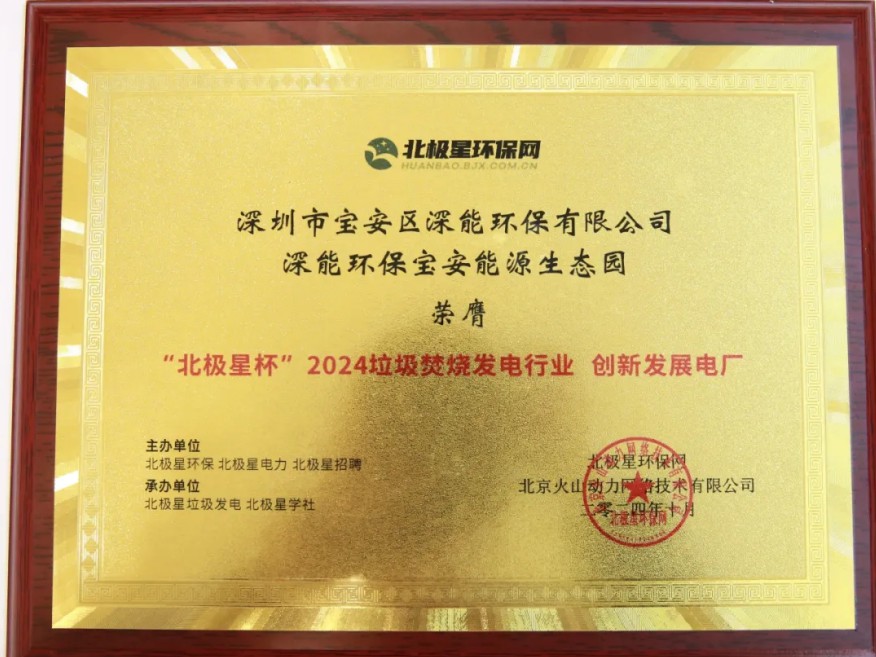 北极星环保网
HUANBAO.BJX.COM.CN
深圳市宝安区深能环保有限公司
深能环保宝安能源生态园
荣膺
“北极星杯”2024垃圾焚烧发电行业 创新发展电厂
主办单位
北极星环保 北极星电力 北极星招聘
承办单位
北极星垃圾发电 北极星学社
北极星环保网
北京火山动力网络技术有限公司
二零二四年十月
北极星环保网